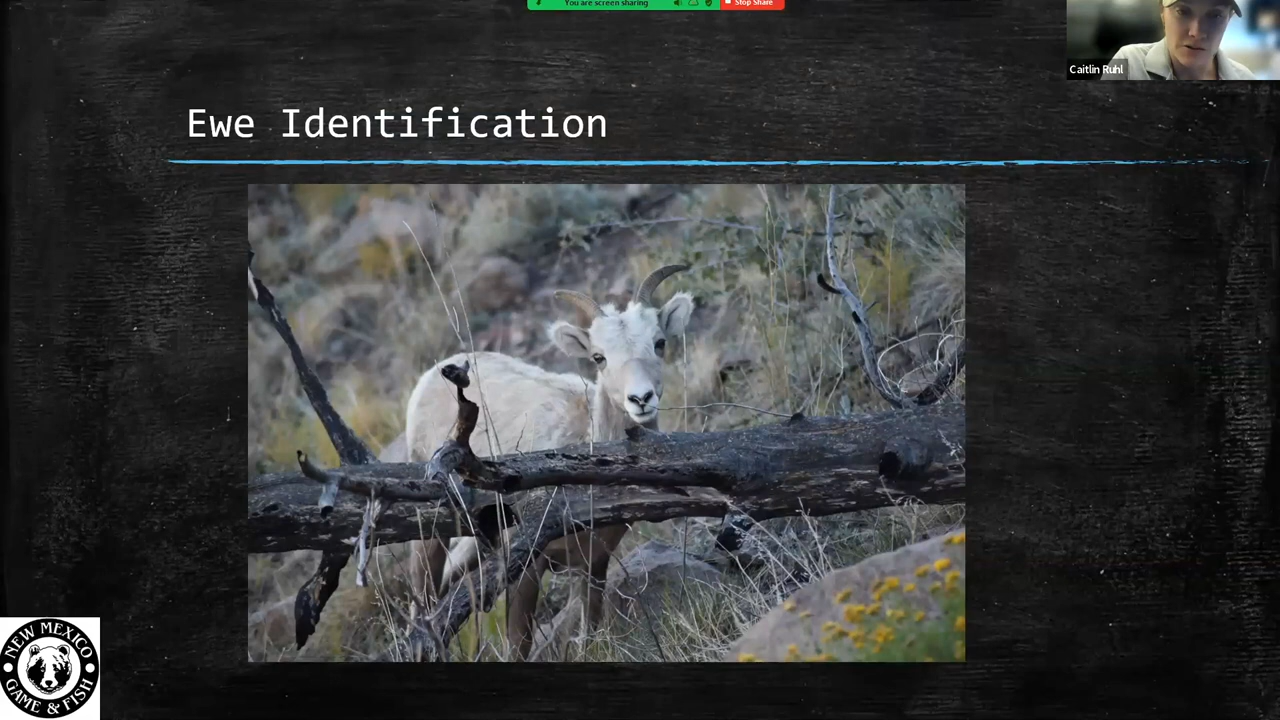 You are screen sharing
Stop Share
Caitlin Ruhl
Ewe Identification
NEW MEXICO
GAME & FISH